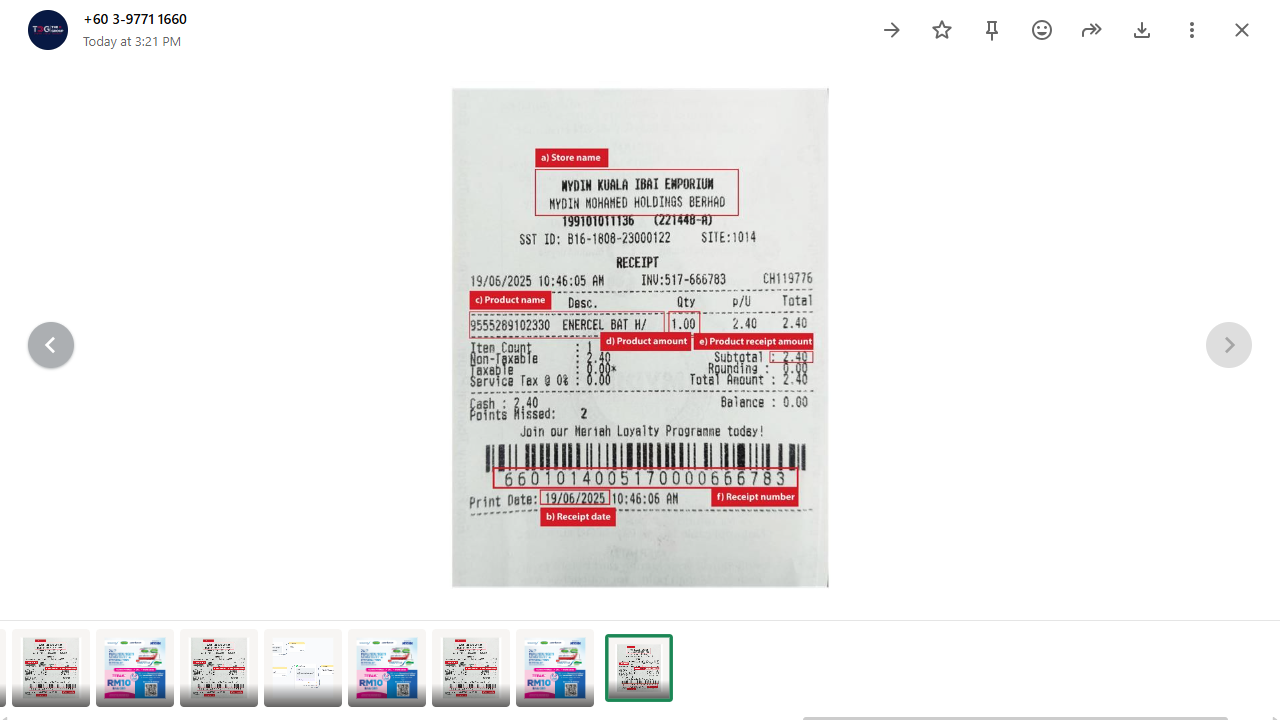 +60 3-9771 1660
Today at 3:21 PM
a) Store name
MYDIN KUALA IBAI EMPORIUM
MYDIN MOHAMED HOLDINGS BERHAD
199101011136 (221448-A)
SST ID: B16-1808-23000122 SITE:1014
RECEIPT
19/06/2025 10:46:05 AM INV:517-666783 CH119776
c) Product name Desc. Qty p/U Total
9555289102330 ENERCEL BAT H/ 1.00 2.40 2.40
d) Product amount e) Product receipt amount
Item Count : 1
Non-Taxable : 2.40 Subtotal : 2.40
Taxable : 0.00* Rounding : 0.00
Service Tax @ 0% : 0.00 Total Amount : 2.40
Cash : 2.40 Balance : 0.00
Points Missed: 2
Join our Meriah Loyalty Programme today!
6601014005170000666783
Print Date: 19/06/2025 10:46:06 AM f) Receipt number
b) Receipt date
RM10
RM10
RM10